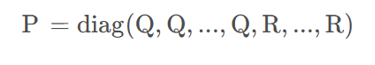 P = diag(Q, Q, ..., Q, R, ..., R)